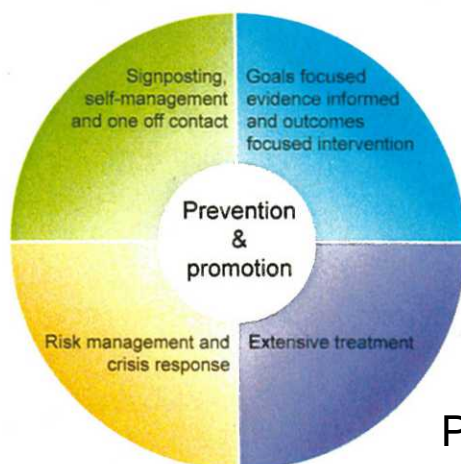 Signposting,
self-management
and one off contact
Goals focused
evidence informed
and outcomes
focused intervention
Prevention
&
promotion
Risk management and
crisis response
Extensive treatment
P